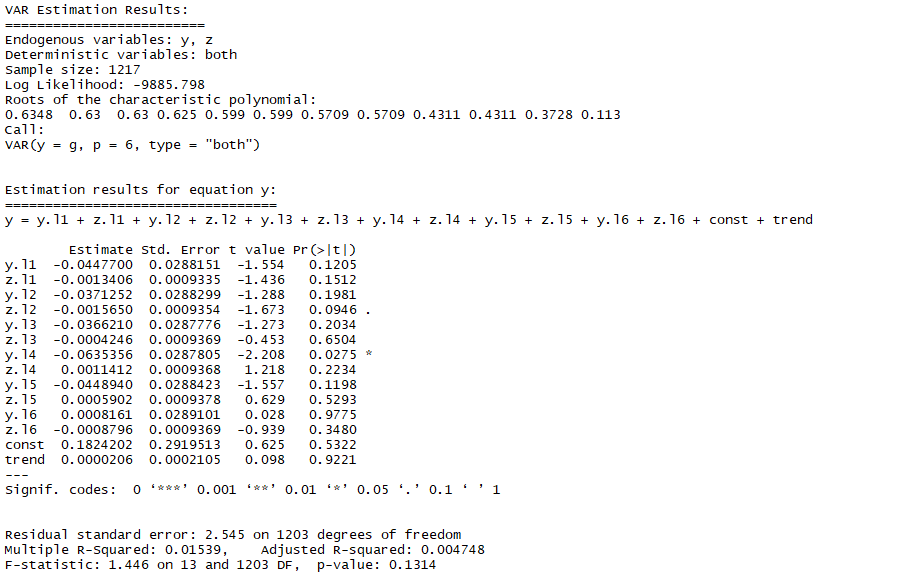 VAR Estimation Results:
=========================
Endogenous variables: y, z
Deterministic variables: both
Sample size: 1217
Log Likelihood: -9885.798
Roots of the characteristic polynomial:
0.6348  0.63  0.63 0.625 0.599 0.599 0.5709 0.5709 0.4311 0.4311 0.3728 0.113
Call:
VAR(y = g, p = 6, type = "both")
Estimation results for equation y:
==================================
y = y.l1 + z.l1 + y.l2 + z.l2 + y.l3 + z.l3 + y.l4 + z.l4 + y.l5 + z.l5 + y.l6 + z.l6 + const + trend
        Estimate Std. Error t value Pr(>|t|)
y.l1  -0.0447700  0.0288151  -1.554   0.1205
z.l1  -0.0013406  0.0009335  -1.436   0.1512
y.l2  -0.0371252  0.0288299  -1.288   0.1981
z.l2  -0.0015650  0.0009354  -1.673   0.0946 .
y.l3  -0.0366210  0.0287776  -1.273   0.2034
z.l3  -0.0004246  0.0009369  -0.453   0.6504
y.l4  -0.0635356  0.0287805  -2.208   0.0275 *
z.l4   0.0011412  0.0009368   1.218   0.2234
y.l5  -0.0448940  0.0288423  -1.557   0.1198
z.l5   0.0005902  0.0009378   0.629   0.5293
y.l6   0.0008161  0.0289101   0.028   0.9775
z.l6  -0.0008796  0.0009369  -0.939   0.3480
const  0.1824202  0.2919513   0.625   0.5322
trend  0.0000206  0.0002105   0.098   0.9221
---
Signif. codes:  0 ‘***’ 0.001 ‘**’ 0.01 ‘*’ 0.05 ‘.’ 0.1 ‘ ’ 1
Residual standard error: 2.545 on 1203 degrees of freedom
Multiple R-Squared: 0.01539,    Adjusted R-squared: 0.004748
F-statistic: 1.446 on 13 and 1203 DF,  p-value: 0.1314